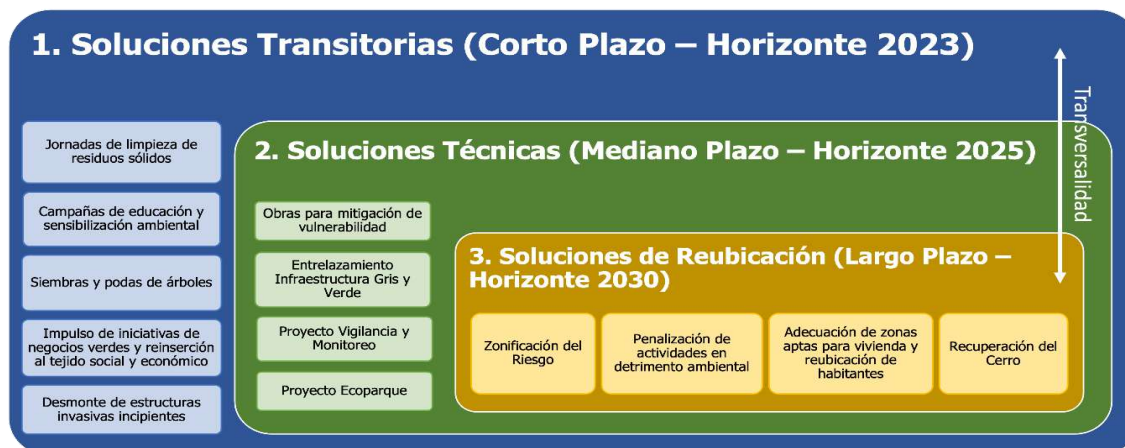 1. Soluciones Transitorias (Corto Plazo – Horizonte 2023)
Transversalidad
Jornadas de limpieza de
residuos sólidos
Campañas de educación y
sensibilización ambiental
Siembras y podas de árboles
Impulso de iniciativas de
negocios verdes y reinserción
al tejido social y económico
Desmonte de estructuras
invasivas incipientes
2. Soluciones Técnicas (Mediano Plazo – Horizonte 2025)
Obras para mitigación de
vulnerabilidad
Entrelazamiento
Infraestructura Gris y
Verde
Proyecto Vigilancia y
Monitoreo
Proyecto Ecoparque
3. Soluciones de Reubicación (Largo Plazo –
Horizonte 2030)
Zonificación del
Riesgo
Penalización de
actividades en
detrimento ambiental
Adecuación de zonas
aptas para vivienda y
reubicación de
habitantes
Recuperación del
Cerro